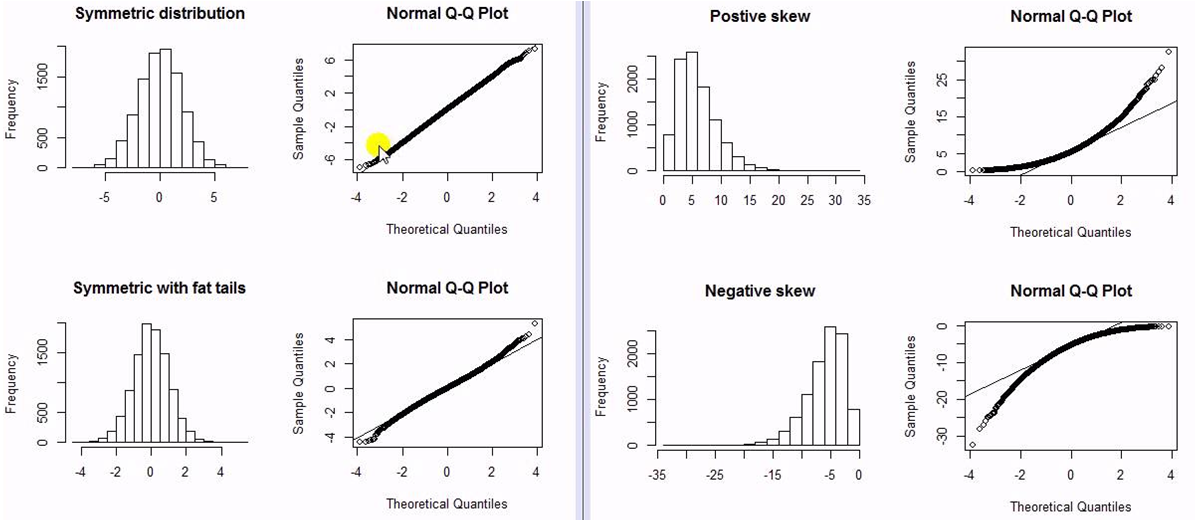 Symmetric distribution
Frequency
500
1500
-5 0 5
Normal Q-Q Plot
Sample Quantiles
-6 -2 2 6
-4 -2 0 2 4
Theoretical Quantiles
Postive skew
Frequency
0 1000 2000
0 5 10 15 20 25 30 35
Normal Q-Q Plot
Sample Quantiles
0 5 15 25
-4 -2 0 2 4
Theoretical Quantiles
Symmetric with fat tails
Frequency
0 500 1500
-4 -2 0 2 4
Normal Q-Q Plot
Sample Quantiles
-4 -2 0 2 4
-4 -2 0 2 4
Theoretical Quantiles
Negative skew
Frequency
0 1000 2000
-35 -25 -15 -5 0
Normal Q-Q Plot
Sample Quantiles
-30 -20 -10 0
-4 -2 0 2 4
Theoretical Quantiles